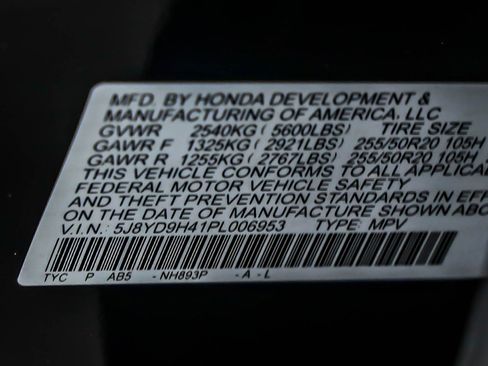 MFD. BY HONDA DEVELOPMENT &
MANUFACTURING OF AMERICA, LLC
GVWR 2540KG ( 5600LBS) TIRE SIZE
GAWR F 1325KG ( 2921LBS) 255/50R20 105H
GAWR R 1255KG ( 2767LBS) 255/50R20 105H
THIS VEHICLE CONFORMS TO ALL APPLICA
FEDERAL MOTOR VEHICLE SAFETY
AND THEFT PREVENTION STANDARDS IN EFFE
ON THE DATE OF MANUFACTURE SHOWN ABO
V.I.N.: 5J8YD9H41PL006953 TYPE: MPV
TYC P AB5 -NH893P -A-L